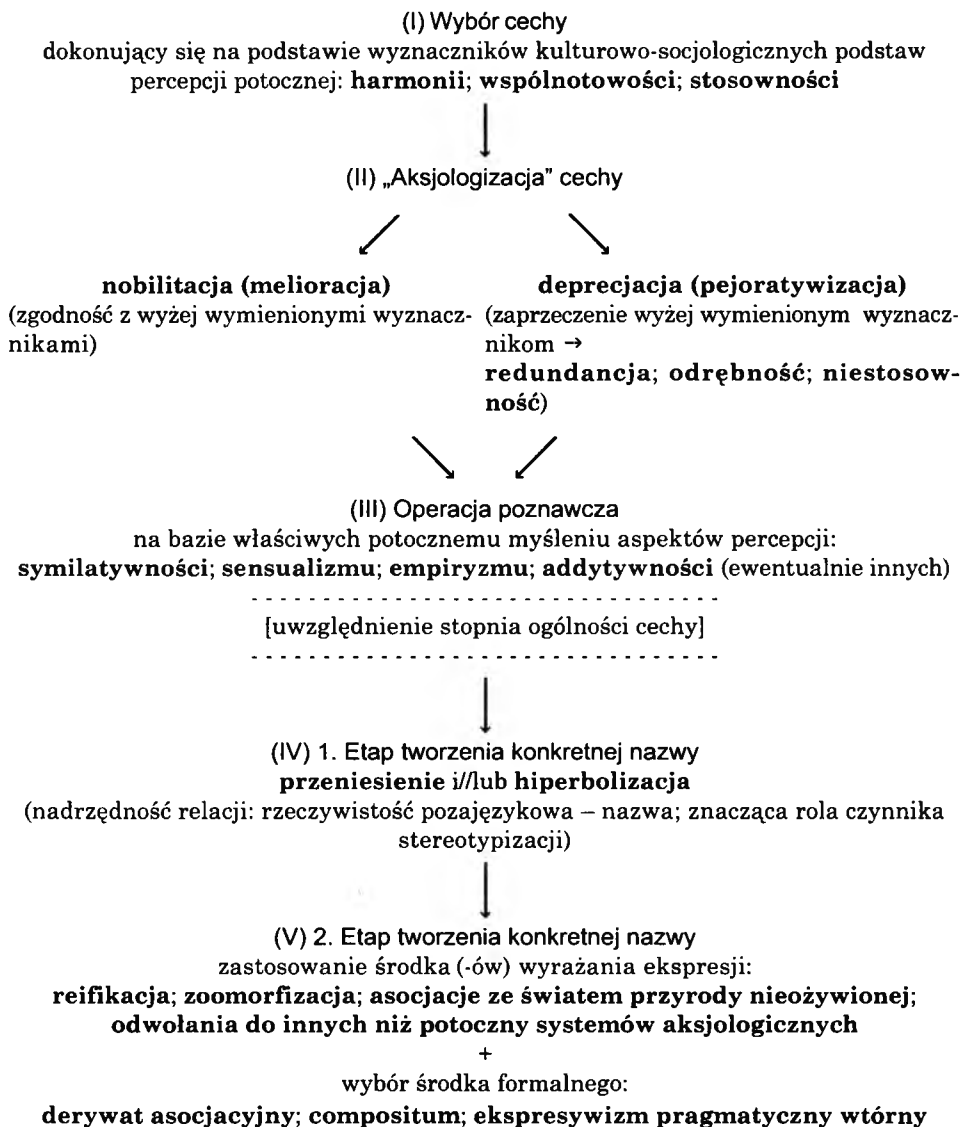 (I) Wybór cechy
dokonujący się na podstawie wyznaczników kulturowo-socjologicznych podstaw
percepcji potocznej: harmonii; wspólnotowości; stosowności
(II) „Aksjologizacja” cechy
nobilitacja (melioracja)
(zgodność z wyżej wymienionymi wyznacz-
nikami)
deprecjacja (pejoratywizacja)
(zaprzeczenie wyżej wymienionym wyznacz-
nikom →
redundancja; odrębność; niestosow-
ność)
(III) Operacja poznawcza
na bazie właściwych potocznemu myśleniu aspektów percepcji:
symilatywności; sensualizmu; empiryzmu; addytywności (ewentualnie innych)
[uwzględnienie stopnia ogólności cechy]
(IV) 1. Etap tworzenia konkretnej nazwy
przeniesienie i//lub hiperbolizacja
(nadrzędność relacji: rzeczywistość pozajęzykowa – nazwa; znacząca rola czynnika
stereotypizacji)
(V) 2. Etap tworzenia konkretnej nazwy
zastosowanie środka (-ów) wyrażania ekspresji:
reifikacja; zoomorfizacja; asocjacje ze światem przyrody nieożywionej;
odwołania do innych niż potoczny systemów aksjologicznych
+
wybór środka formalnego:
derywat asocjacyjny; compositum; ekspresywizm pragmatyczny wtórny